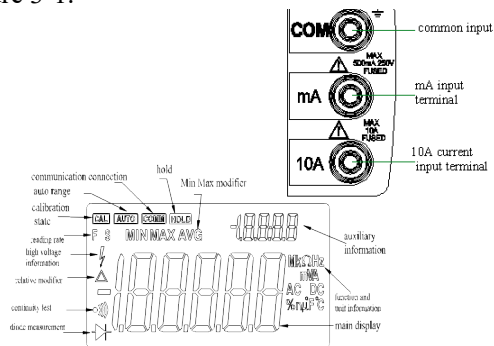 COM
common input
MAX
500mA 250V
FUSED
mA
mA input
terminal
MAX
10A
FUSED
10A
10A current
input terminal
communication connection
hold
auto range
Min Max modifier
calibration
state
CAL AUTO COMM HOLD
reading rate
F S MIN MAX AVG
auxiliary
information
high voltage
information
relative modifier
MkΩHz
mVA
AC DC
function and
unit information
continuity test
main display
diode measurement